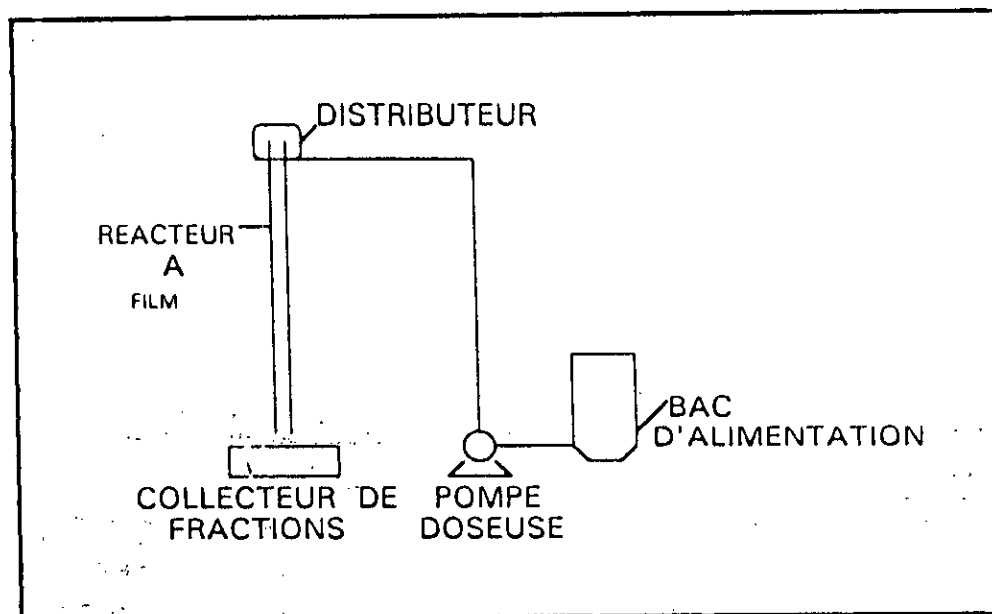 DISTRIBUTEUR
REACTEUR
A
FILM
BAC
D'ALIMENTATION
COLLECTEUR DE
FRACTIONS
POMPE
DOSEUSE